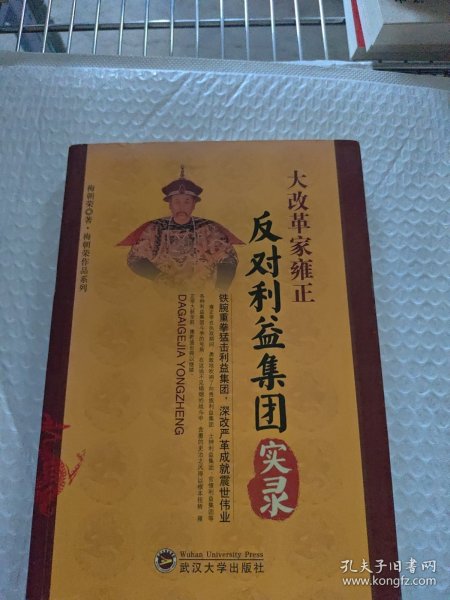 大改革家雍正
反对利益集团
实录
铁腕重拳猛击利益集团，深改严革成就震世伟业
DAGAIGEJIA YONGZHENG
梅朝荣◎著·梅朝荣作品系列
Wuhan University Press
武汉大学出版社
孔夫子旧书网
www.kongfz.com